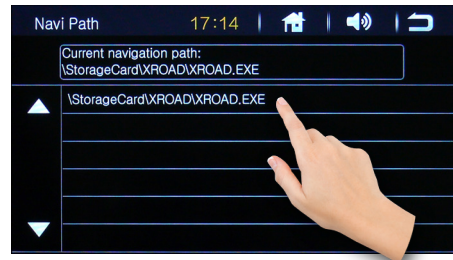 Navi Path
17:14
Current navigation path:
\StorageCard\XROAD\XROAD.EXE
\StorageCard\XROAD\XROAD.EXE